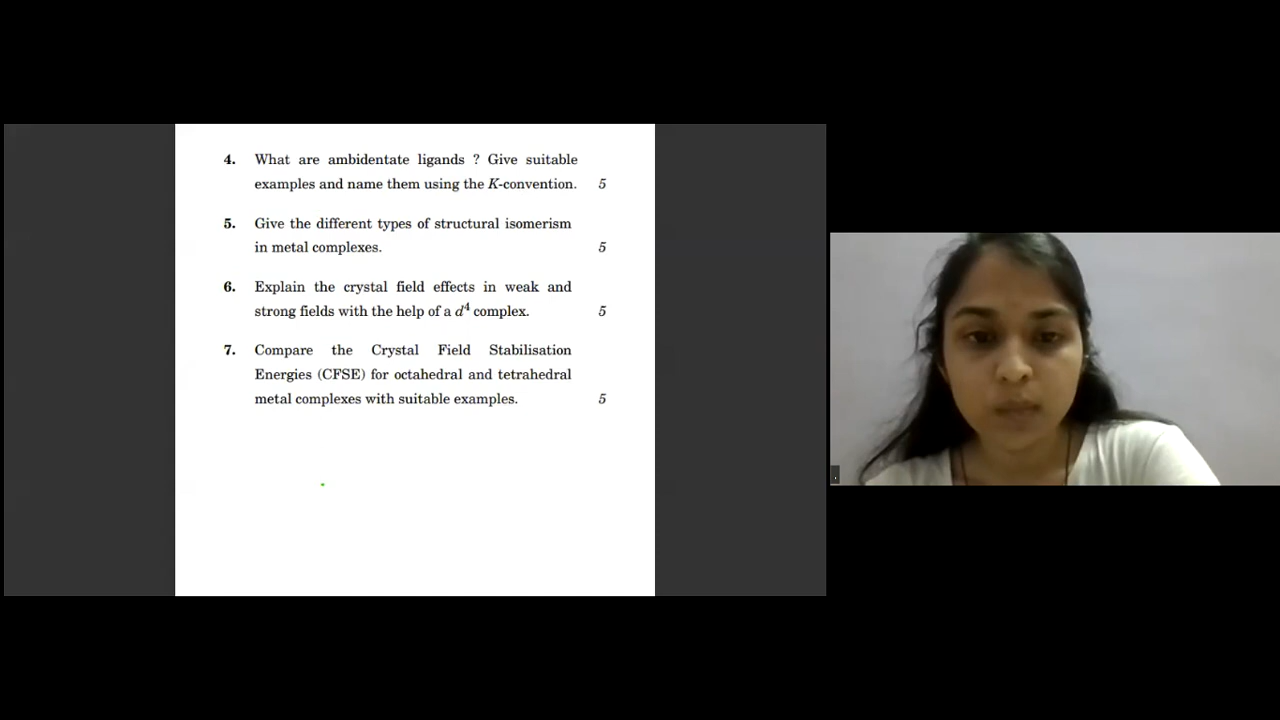 4. What are ambidentate ligands ? Give suitable
examples and name them using the K-convention. 5
5. Give the different types of structural isomerism
in metal complexes. 5
6. Explain the crystal field effects in weak and
strong fields with the help of a d⁴ complex. 5
7. Compare the Crystal Field Stabilisation
Energies (CFSE) for octahedral and tetrahedral
metal complexes with suitable examples. 5